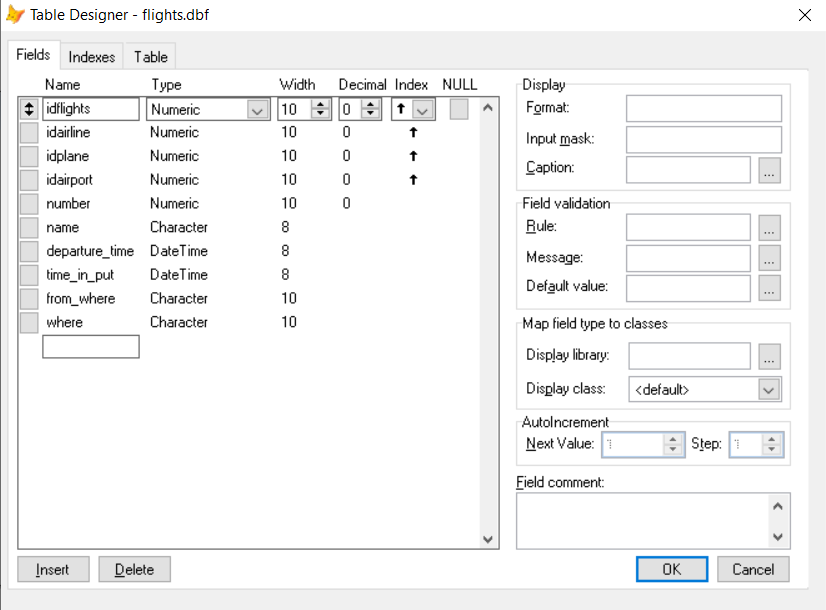 Table Designer - flights.dbf
Fields Indexes Table
Name Type Width Decimal Index NULL
idflights Numeric 10 0
idairline Numeric 10 0
idplane Numeric 10 0
idairport Numeric 10 0
number Numeric 10 0
name Character 8
departure_time DateTime 8
time_in_put DateTime 8
from_where Character 10
where Character 10
Display
Format:
Input mask:
Caption: ...
Field validation
Rule: ...
Message: ...
Default value: ...
Map field type to classes
Display library: ...
Display class: <default>
AutoIncrement
Next Value: 1 Step: 1
Field comment:
Insert Delete OK Cancel